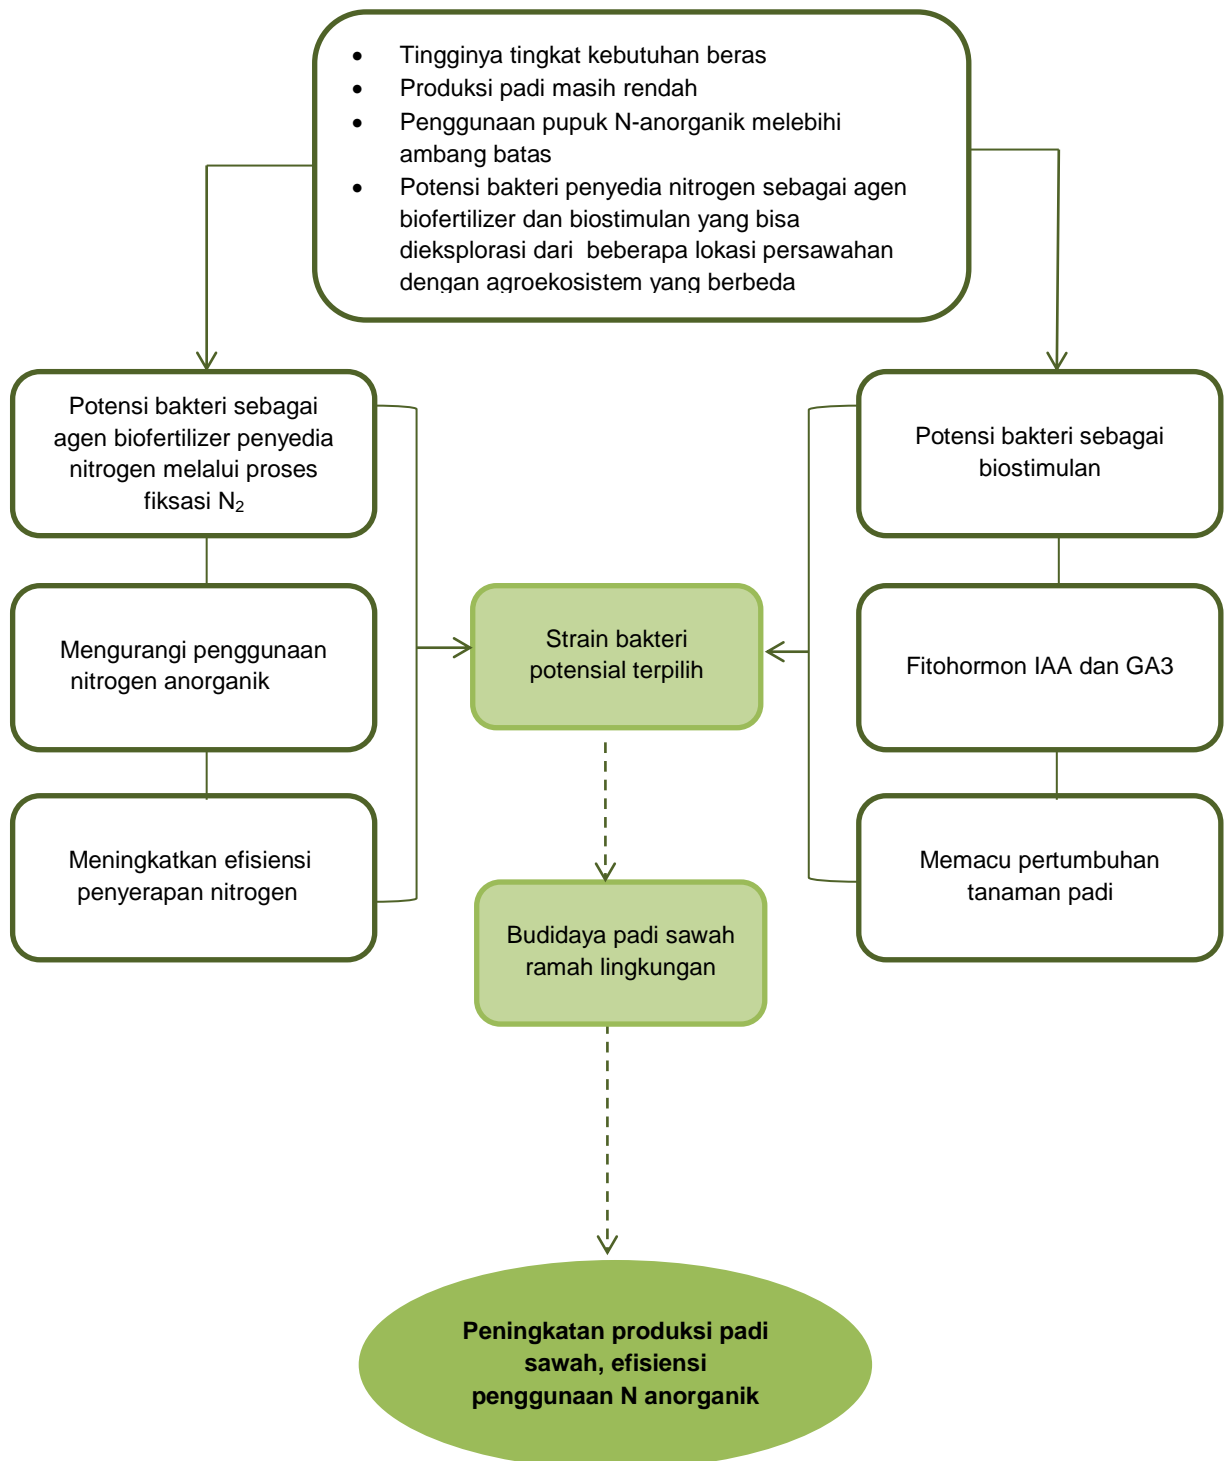 • Tingginya tingkat kebutuhan beras
• Produksi padi masih rendah
• Penggunaan pupuk N-anorganik melebihi
ambang batas
• Potensi bakteri penyedia nitrogen sebagai agen
biofertilizer dan biostimulan yang bisa
dieksplorasi dari beberapa lokasi persawahan
dengan agroekosistem yang berbeda
Potensi bakteri sebagai
agen biofertilizer penyedia
nitrogen melalui proses
fiksasi N₂
Potensi bakteri sebagai
biostimulan
Mengurangi penggunaan
nitrogen anorganik
Strain bakteri
potensial terpilih
Fitohormon IAA dan GA3
Meningkatkan efisiensi
penyerapan nitrogen
Memacu pertumbuhan
tanaman padi
Budidaya padi sawah
ramah lingkungan
Peningkatan produksi padi
sawah, efisiensi
penggunaan N anorganik